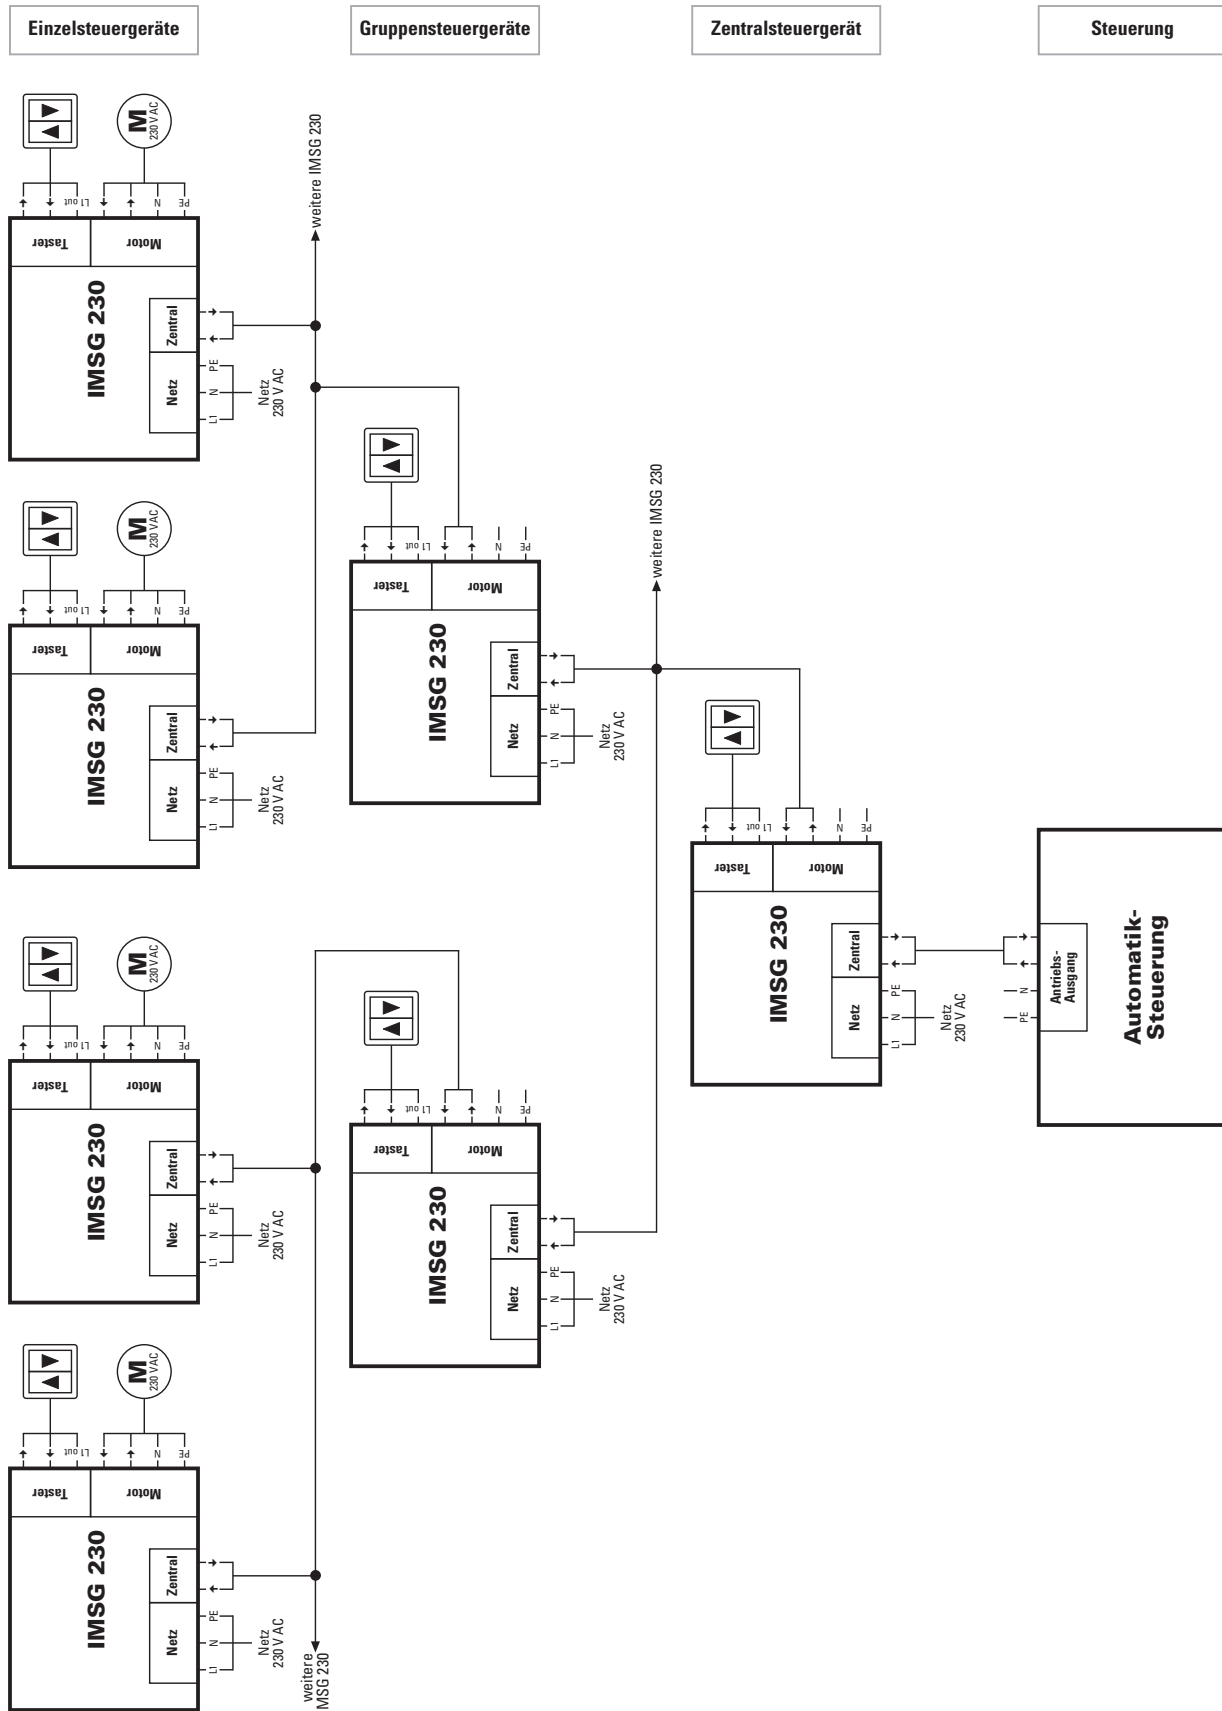 Einzelsteuergeräte
Gruppensteuergeräte
Zentralsteuergerät
Steuerung
M
230 V AC
L1 out
N
PE
Taster
Motor
IMSG 230
Zentral
Netz
PE
N
L1
Netz
230 V AC
weitere IMSG 230
M
230 V AC
L1 out
N
PE
Taster
Motor
IMSG 230
Zentral
Netz
PE
N
L1
Netz
230 V AC
M
230 V AC
L1 out
N
PE
Taster
Motor
IMSG 230
Zentral
Netz
PE
N
L1
Netz
230 V AC
M
230 V AC
L1 out
N
PE
Taster
Motor
IMSG 230
Zentral
Netz
PE
N
L1
Netz
230 V AC
weitere
MSG 230
L1 out
N
PE
Taster
Motor
IMSG 230
Zentral
Netz
PE
N
L1
Netz
230 V AC
weitere IMSG 230
L1 out
N
PE
Taster
Motor
IMSG 230
Zentral
Netz
PE
N
L1
Netz
230 V AC
L1 out
N
PE
Taster
Motor
IMSG 230
Zentral
Netz
PE
N
L1
Netz
230 V AC
N
PE
Antriebs-
Ausgang
Automatik-
Steuerung